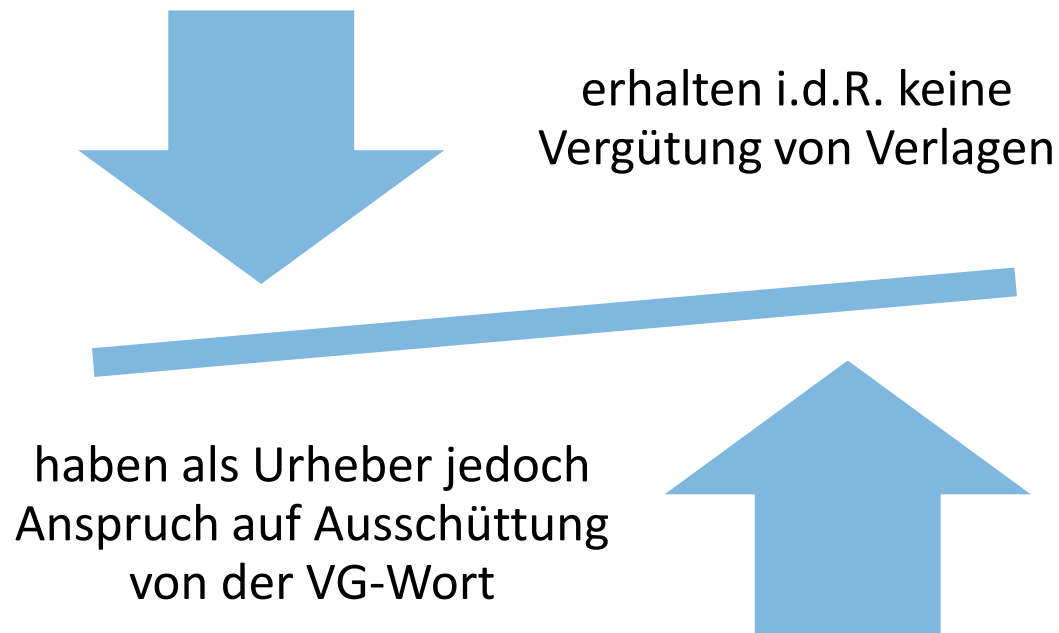 erhalten i.d.R. keine
Vergütung von Verlagen
haben als Urheber jedoch
Anspruch auf Ausschüttung
von der VG-Wort